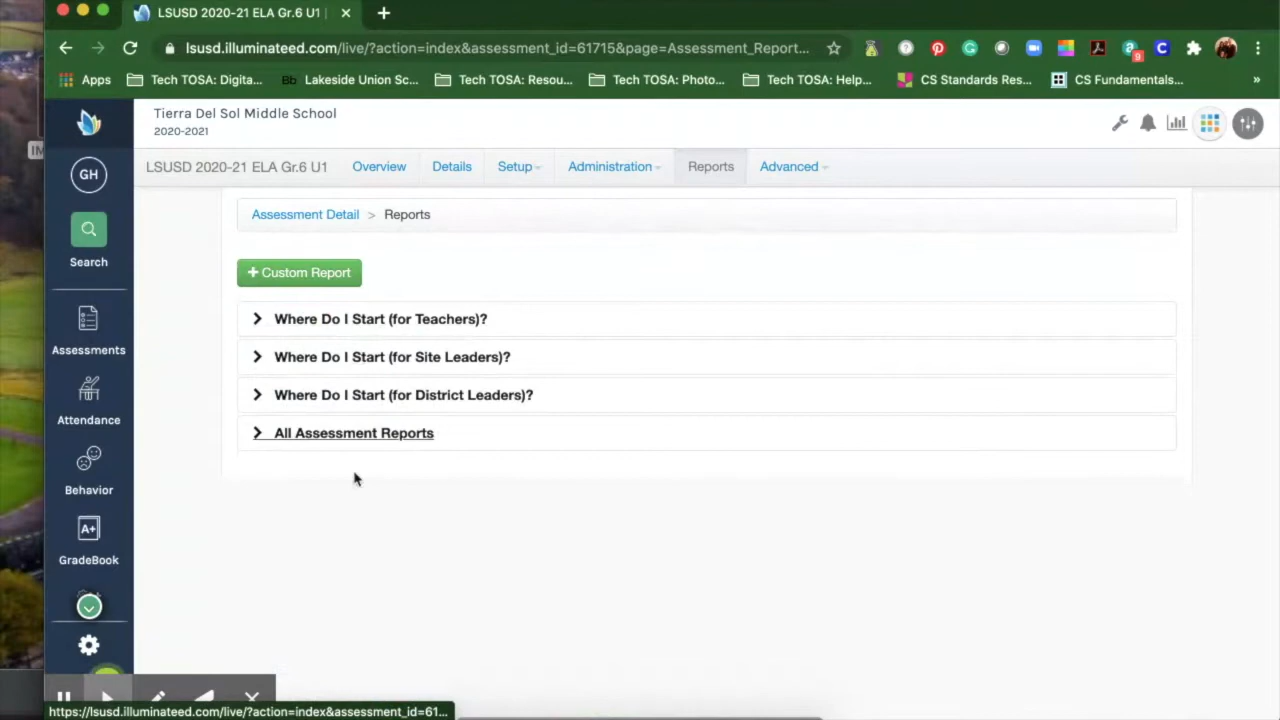 LSUSD 2020-21 ELA Gr.6 U1 |
lsusd.illuminateed.com/live/?action=index&assessment_id=61715&page=Assessment_Report...
9
Apps Tech TOSA: Digita... Bb Lakeside Union Sc... Tech TOSA: Resou... Tech TOSA: Photo... Tech TOSA: Help... CS Standards Res... CS Fundamentals... »
Tierra Del Sol Middle School
2020-2021
LSUSD 2020-21 ELA Gr.6 U1 Overview Details Setup Administration Reports Advanced
GH
Search
Assessments
Attendance
Behavior
A+
GradeBook
Assessment Detail > Reports
+ Custom Report
Where Do I Start (for Teachers)?
Where Do I Start (for Site Leaders)?
Where Do I Start (for District Leaders)?
All Assessment Reports
https://lsusd.illuminateed.com/live/?action=index&assessment_id=61...